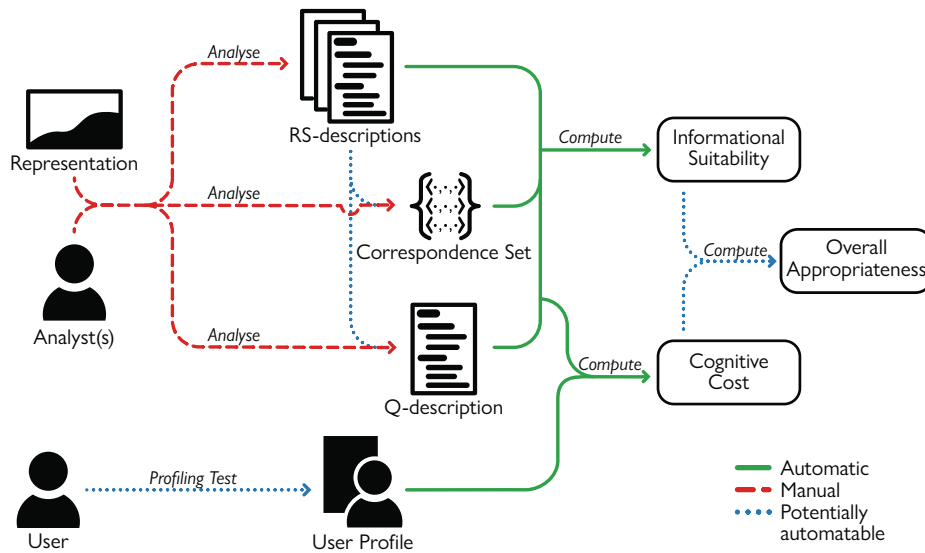 Analyse
RS-descriptions
Representation
Analyse
Correspondence Set
Analyst(s)
Analyse
Q-description
Compute
Informational
Suitability
Compute
Overall
Appropriateness
Compute
Cognitive
Cost
Profiling Test
User
User Profile
Automatic
Manual
Potentially
automatable